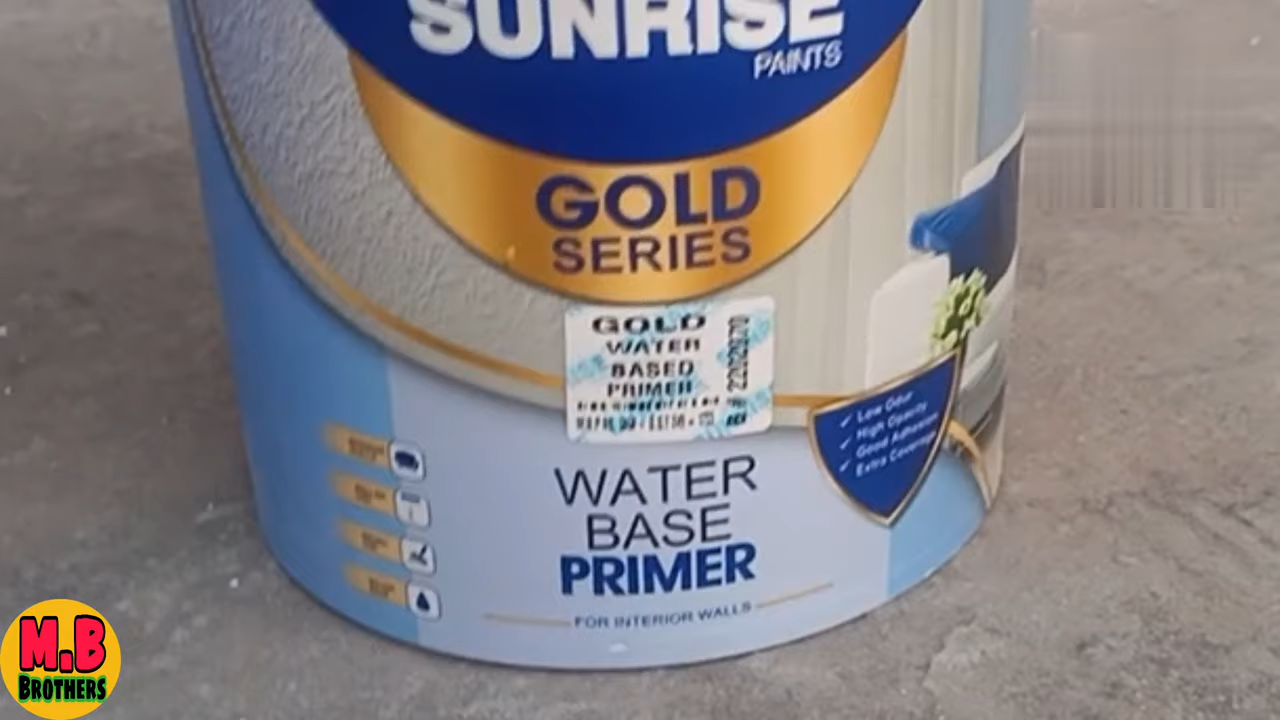 SUNRISE
PAINTS
GOLD
SERIES
GOLD
WATER
BASED
PRIMER
2202970
✓ Low Odur
✓ High Opacity
✓ Good Adhesion
✓ Extra Coverage
WATER
BASE
PRIMER
FOR INTERIOR WALLS
M.B
BROTHERS